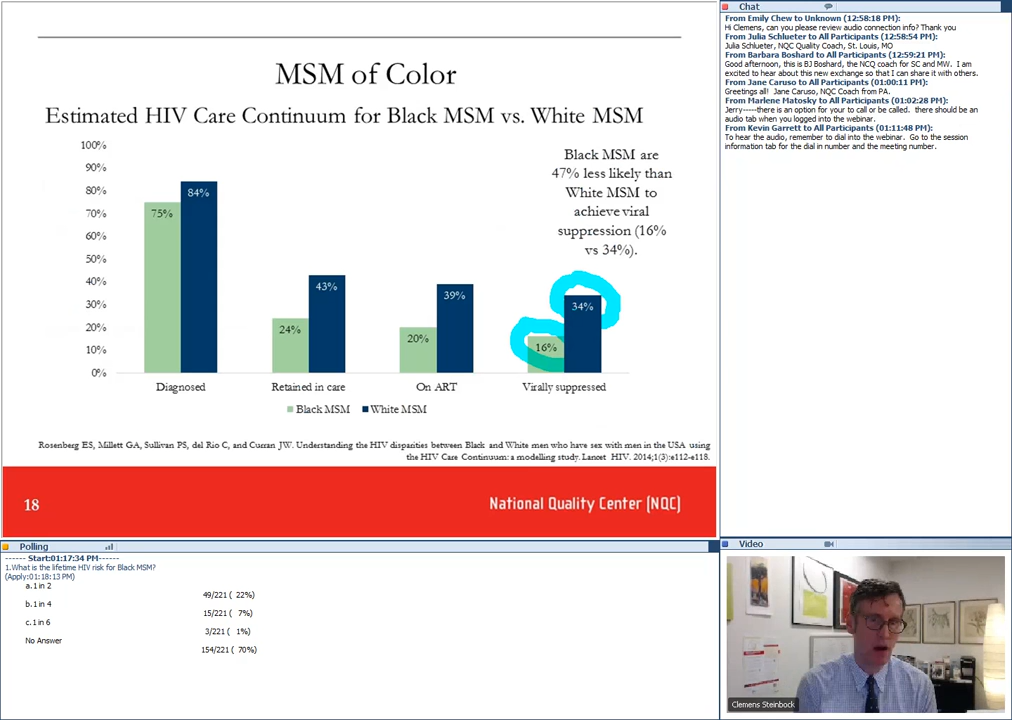 MSM of Color
Estimated HIV Care Continuum for Black MSM vs. White MSM
100%
90%
80%
70%
60%
50%
40%
30%
20%
10%
0%
75%
84%
24%
43%
20%
39%
16%
34%
Black MSM are
47% less likely than
White MSM to
achieve viral
suppression (16%
vs 34%).
Diagnosed
Retained in care
On ART
Virally suppressed
Black MSM
White MSM
Rosenberg ES, Millett GA, Sullivan PS, del Rio C, and Curran JW. Understanding the HIV disparities between Black and White men who have sex with men in the USA using
the HIV Care Continuum: a modelling study. Lancet HIV. 2014;1(3):e112-e118.
18
National Quality Center (NQC)
Polling
------ Start:01:17:34 PM------
1.What is the lifetime HIV risk for Black MSM?
(Apply:01:18:13 PM)
a. 1 in 2
49/221 ( 22%)
b. 1 in 4
15/221 ( 7%)
c. 1 in 6
3/221 ( 1%)
No Answer
154/221 ( 70%)
Chat
From Emily Chew to Unknown (12:58:18 PM):
Hi Clemens, can you please review audio connection info? Thank you
From Julia Schlueter to All Participants (12:58:54 PM):
Julia Schlueter, NQC Quality Coach, St. Louis, MO
From Barbara Boshard to All Participants (12:59:21 PM):
Good afternoon, this is BJ Boshard, the NCQ coach for SC and MW. I am
excited to hear about this new exchange so that I can share it with others.
From Jane Caruso to All Participants (01:00:11 PM):
Greetings all! Jane Caruso, NQC Coach from PA.
From Marlene Matosky to All Participants (01:02:28 PM):
Jerry-----there is an option for your to call or be called. there should be an
audio tab when you logged into the webinar.
From Kevin Garrett to All Participants (01:11:48 PM):
To hear the audio, remember to dial into the webinar. Go to the session
information tab for the dial in number and the meeting number.
Video
Clemens Steinbock